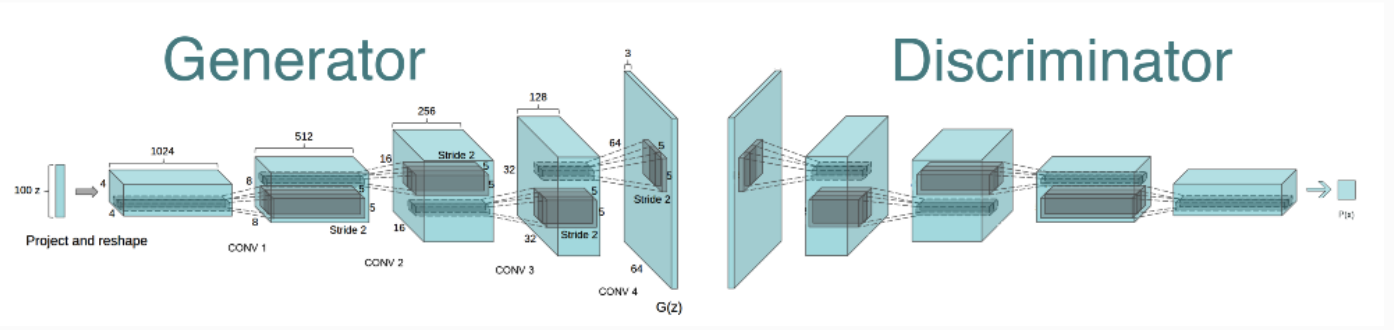 Generator
Discriminator
100 z
Project and reshape
1024
4
4
512
8
8
5
5
Stride 2
CONV 1
256
16
16
Stride 2
5
5
CONV 2
128
32
32
5
5
Stride 2
CONV 3
3
64
64
5
5
Stride 2
CONV 4
G(z)
P(x)